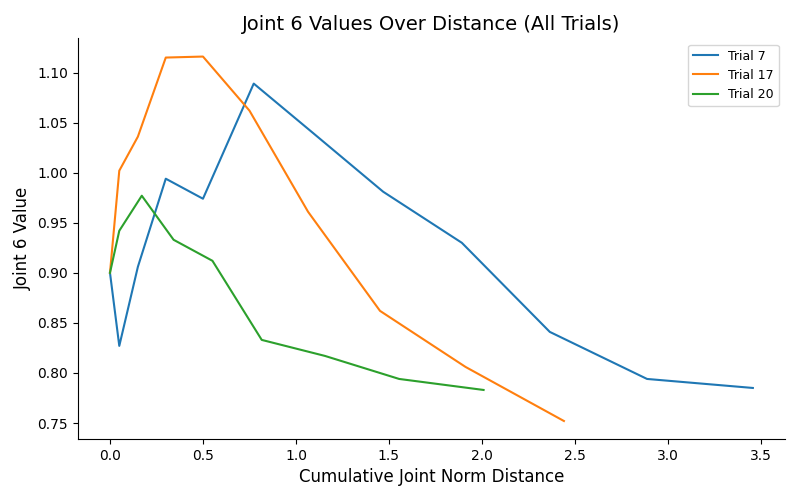 Joint 6 Values Over Distance (All Trials)
Trial 7
Trial 17
Trial 20
Joint 6 Value
1.10
1.05
1.00
0.95
0.90
0.85
0.80
0.75
0.0 0.5 1.0 1.5 2.0 2.5 3.0 3.5
Cumulative Joint Norm Distance